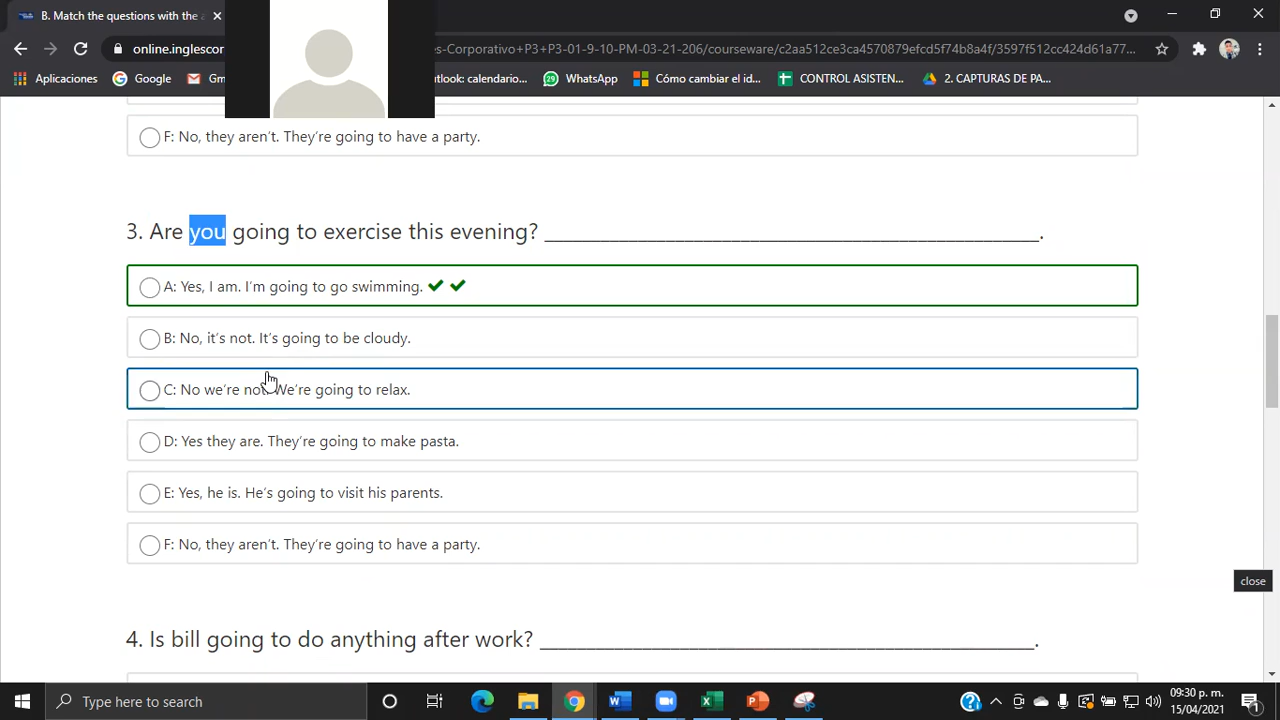 B. Match the questions with the a
online.inglescor
es-Corporativo+P3+P3-01-9-10-PM-03-21-206/courseware/c2aa512ce3ca4570879efcd5f74b8a4f/3597f512cc424d61a77...
Aplicaciones
Google
Gm
utlook: calendario...
29
WhatsApp
Cómo cambiar el id...
CONTROL ASISTEN...
2. CAPTURAS DE PA...
F: No, they aren't. They're going to have a party.
3. Are you going to exercise this evening? ________________________________________.
A: Yes, I am. I'm going to go swimming.
B: No, it's not. It's going to be cloudy.
C: No we're not. We're going to relax.
D: Yes they are. They're going to make pasta.
E: Yes, he is. He's going to visit his parents.
F: No, they aren't. They're going to have a party.
close
4. Is bill going to do anything after work? ________________________________________.
Type here to search
09:30 p. m.
15/04/2021
1